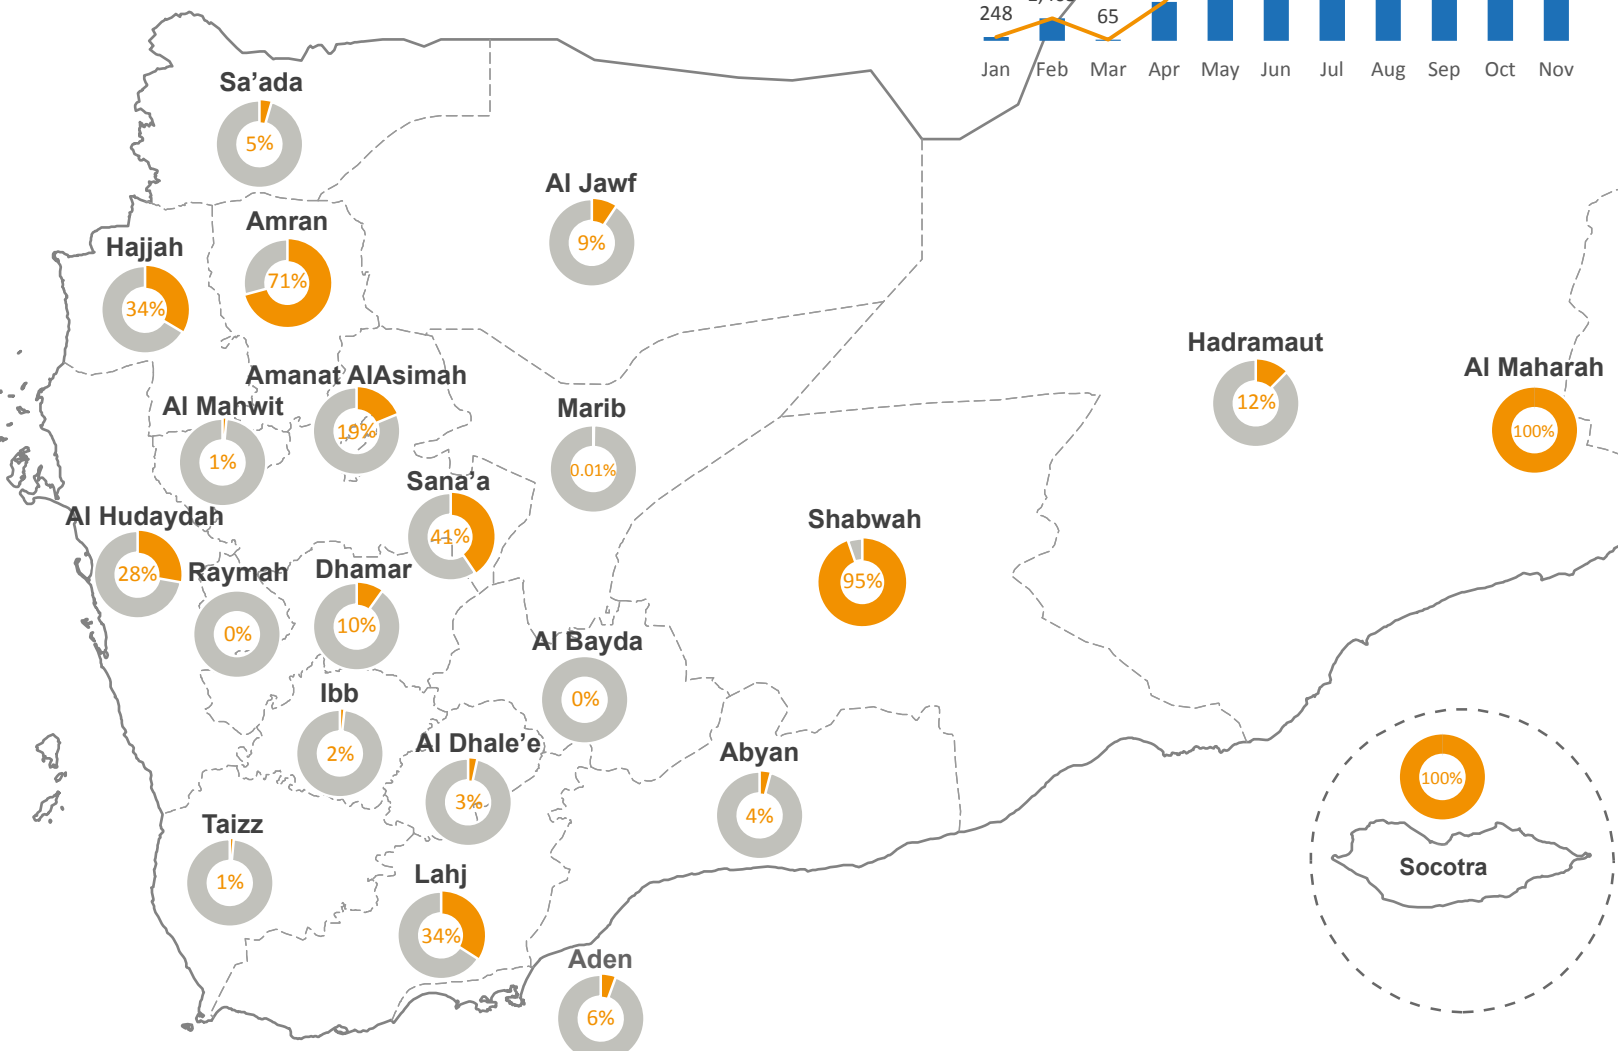 248
65
Jan Feb Mar Apr May Jun Jul Aug Sep Oct Nov
Sa’ada
5%
Al Jawf
9%
Amran
71%
Hajjah
34%
Hadramaut
12%
Al Maharah
100%
Amanat AlAsimah
19%
Al Mahwit
1%
Marib
0.01%
Sana’a
41%
Al Hudaydah
28%
Shabwah
95%
Raymah
0%
Dhamar
10%
Al Bayda
0%
Ibb
2%
Al Dhale’e
3%
Abyan
4%
100%
Socotra
Taizz
1%
Lahj
34%
Aden
6%